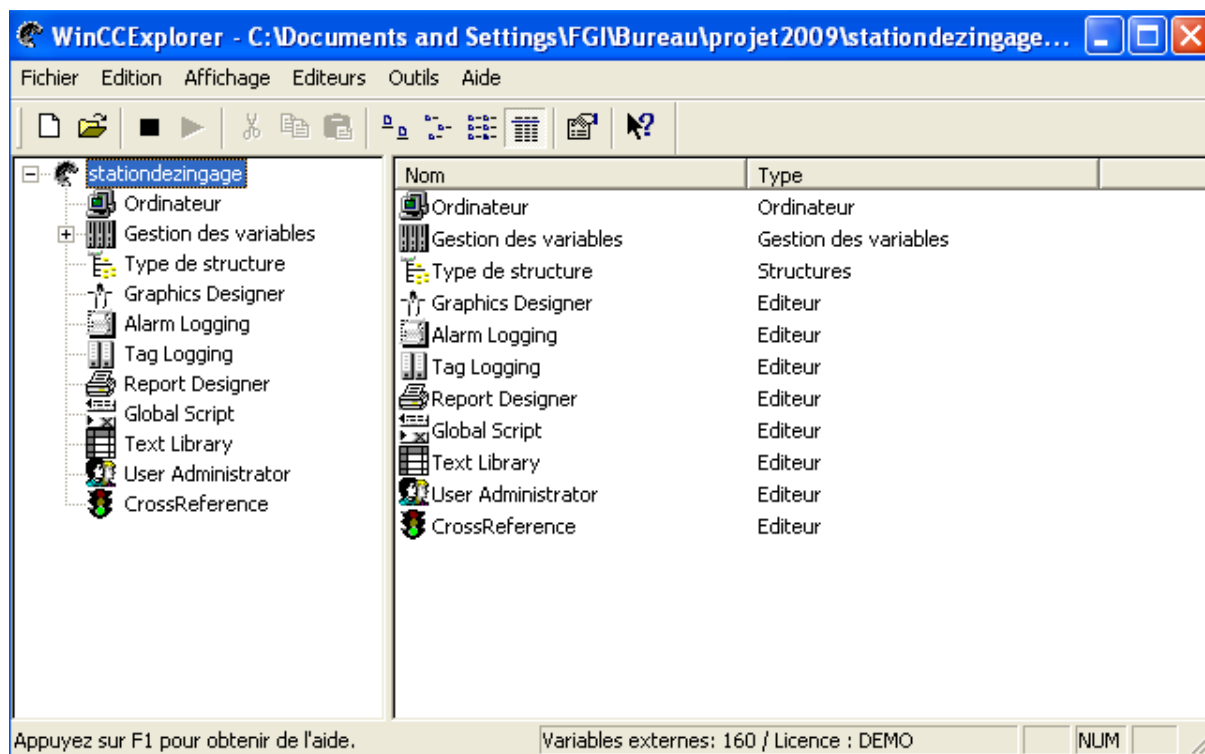 WinCCExplorer - C:\Documents and Settings\FGI\Bureau\projet2009\stationdezingage...
Fichier Edition Affichage Editeurs Outils Aide
stationdezingage
Ordinateur
Gestion des variables
Type de structure
Graphics Designer
Alarm Logging
Tag Logging
Report Designer
Global Script
Text Library
User Administrator
CrossReference
Nom Type
Ordinateur Ordinateur
Gestion des variables Gestion des variables
Type de structure Structures
Graphics Designer Editeur
Alarm Logging Editeur
Tag Logging Editeur
Report Designer Editeur
Global Script Editeur
Text Library Editeur
User Administrator Editeur
CrossReference Editeur
Appuyez sur F1 pour obtenir de l'aide. Variables externes: 160 / Licence : DEMO NUM